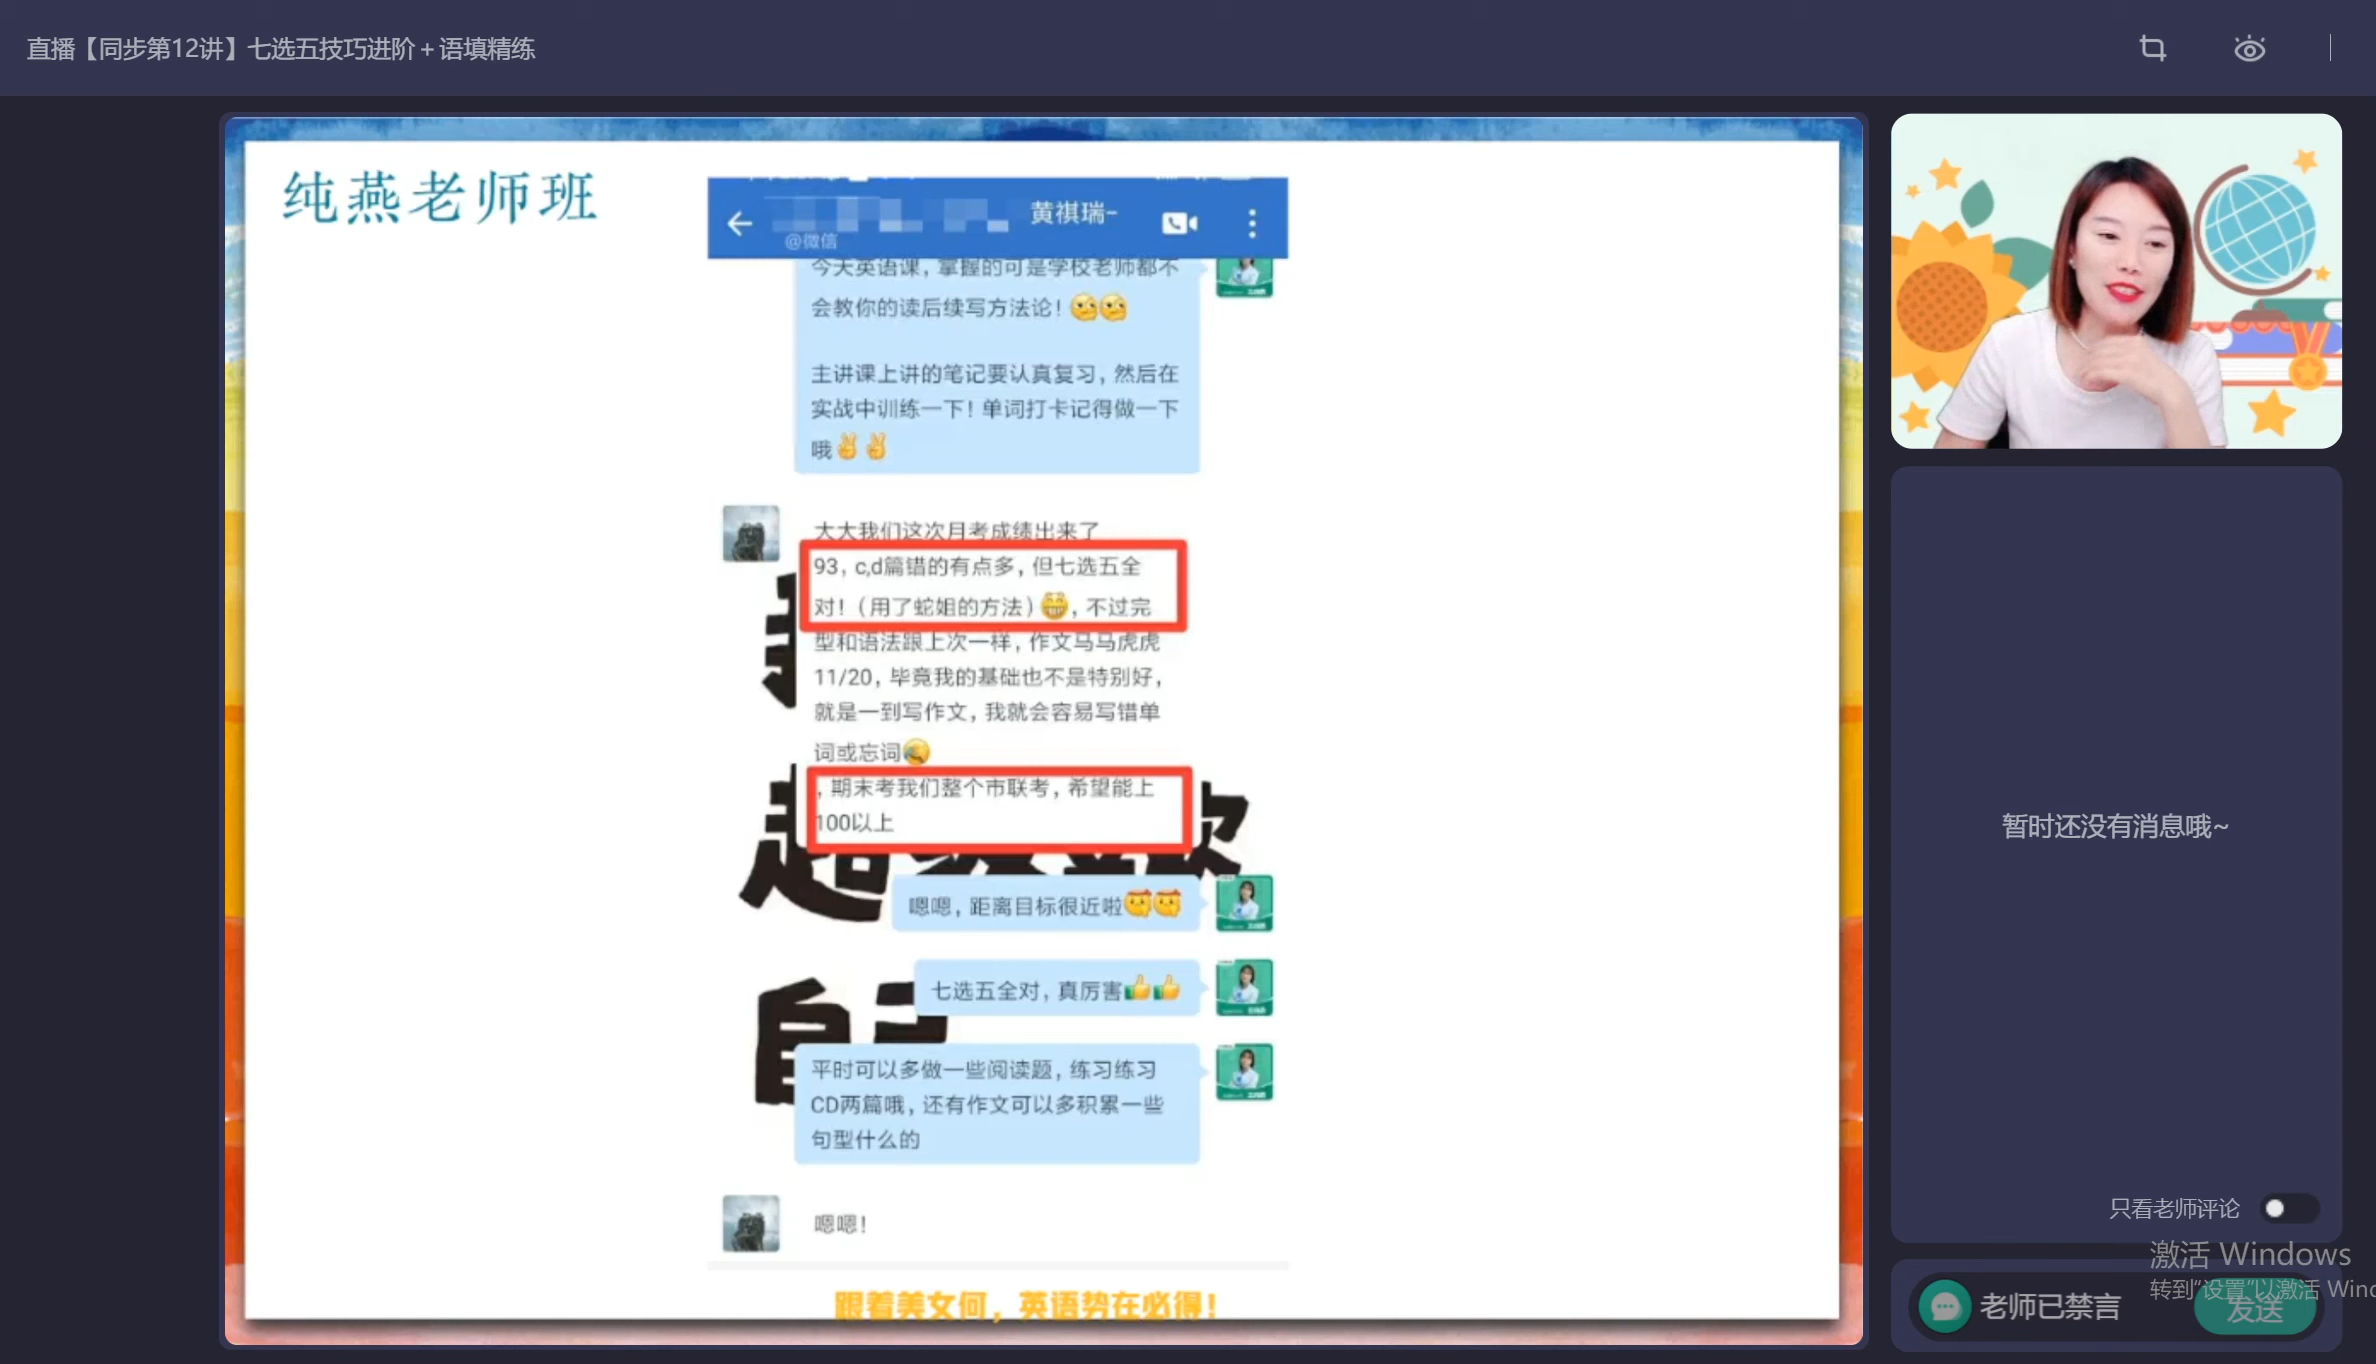 直播【同步第12讲】七选五技巧进阶＋语填精练
纯燕老师班
黄祺瑞-
@微信
今天英语课，掌握的可是学校老师都不
会教你的读后续写方法论！
主讲课上讲的笔记要认真复习，然后在
实战中训练一下！单词打卡记得做一下
哦
大大我们这次月考成绩出来了
93，c,d篇错的有点多，但七选五全
对！（用了蛇姐的方法）😁，不过完
型和语法跟上次一样，作文马马虎虎
11/20，毕竟我的基础也不是特别好，
就是一到写作文，我就会容易写错单
词或忘词
，期末考我们整个市联考，希望能上
100以上
嗯嗯，距离目标很近啦
七选五全对，真厉害👍👍
自己
平时可以多做一些阅读题，练习练习
CD两篇哦，还有作文可以多积累一些
句型什么的
嗯嗯！
跟着美女何，英语势在必得！
暂时还没有消息哦~
只看老师评论
激活 Windows
转到"设置"以激活 Wind
老师已禁言
发送